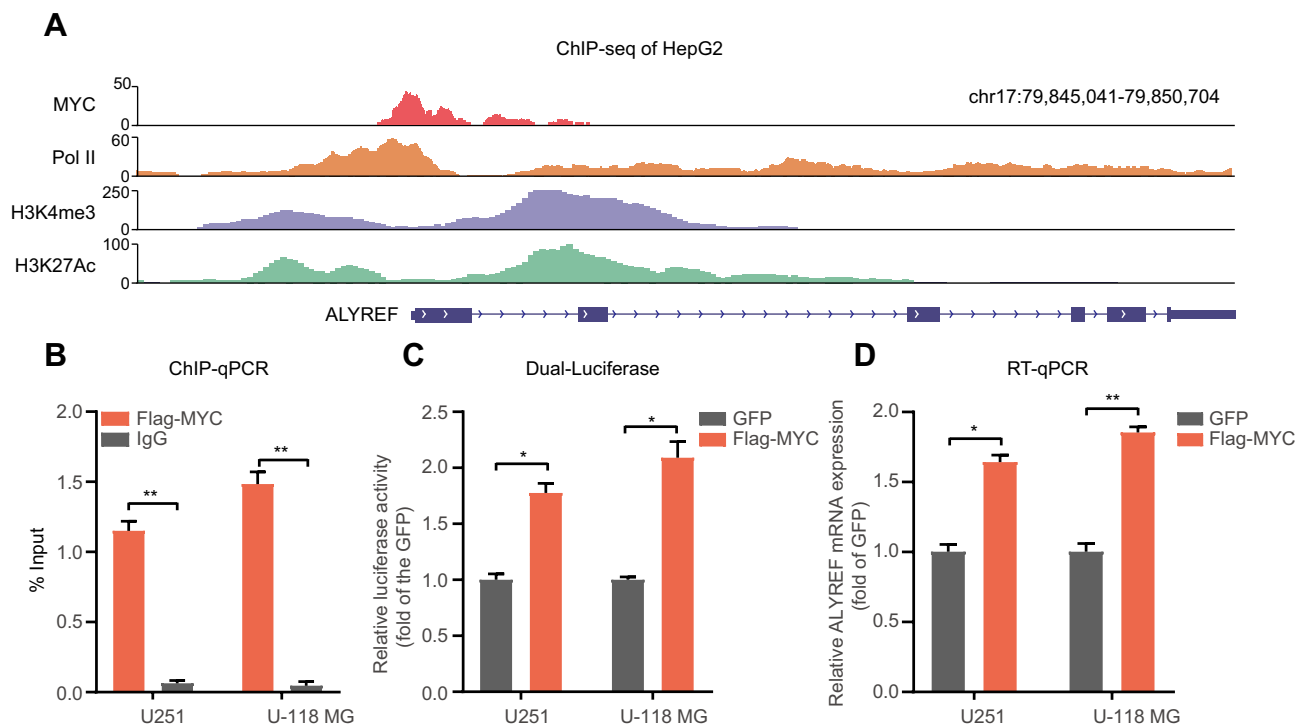 A
ChIP-seq of HepG2
chr17:79,845,041-79,850,704
MYC
50
0
Pol II
60
0
H3K4me3
250
0
H3K27Ac
100
0
ALYREF
B
ChIP-qPCR
Flag-MYC
IgG
% Input
2.0
1.5
1.0
0.5
0.0
**
**
U251
U-118 MG
C
Dual-Luciferase
GFP
Flag-MYC
Relative luciferase activity
(fold of the GFP)
2.5
2.0
1.5
1.0
0.5
0.0
*
*
U251
U-118 MG
D
RT-qPCR
GFP
Flag-MYC
Relative ALYREF mRNA expression
(fold of GFP)
2.0
1.5
1.0
0.5
0.0
*
**
U251
U-118 MG